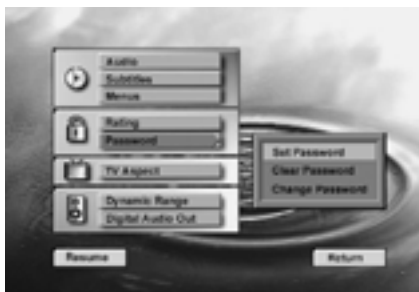 Audio
Subtitles
Menus
Rating
Password
Set Password
Clear Password
Change Password
TV Aspect
Dynamic Range
Digital Audio Out
Resume
Return